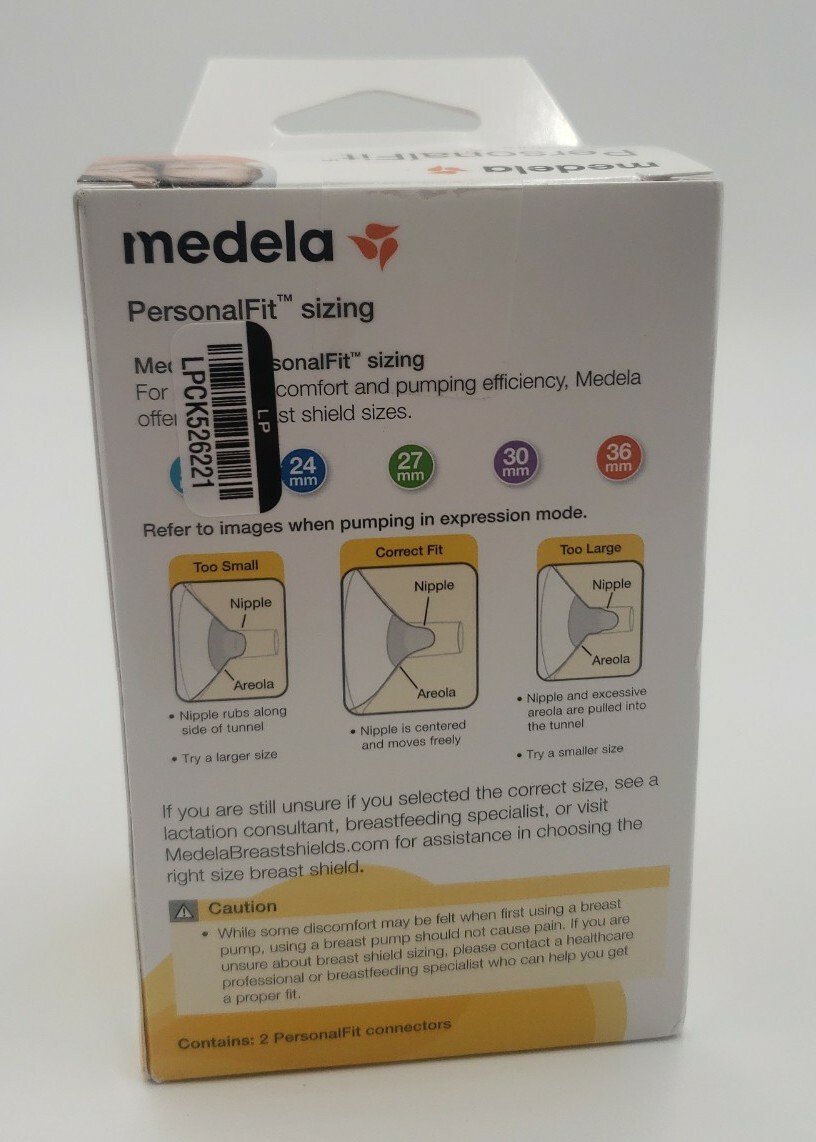 PersonalFit™
medela
medela
PersonalFit™ sizing
sonalFit™ sizing
For comfort and pumping efficiency, Medela
st shield sizes.
LP
LPCK526221
24 mm
27 mm
30 mm
36 mm
Refer to images when pumping in expression mode.
Too Small
Nipple
Areola
• Nipple rubs along
side of tunnel
• Try a larger size
Correct Fit
Nipple
Areola
• Nipple is centered
and moves freely
Too Large
Nipple
Areola
• Nipple and excessive
areola are pulled into
the tunnel
• Try a smaller size
If you are still unsure if you selected the correct size, see a
lactation consultant, breastfeeding specialist, or visit
MedelaBreastshields.com for assistance in choosing the
right size breast shield.
Caution
• While some discomfort may be felt when first using a breast
pump, using a breast pump should not cause pain. If you are
unsure about breast shield sizing, please contact a healthcare
professional or breastfeeding specialist who can help you get
a proper fit.
Contains: 2 PersonalFit connectors